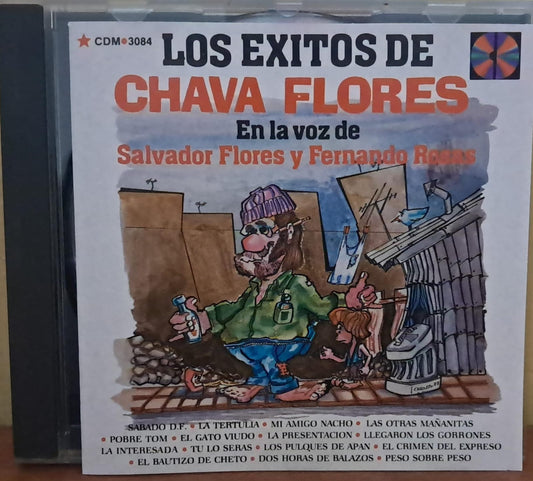 ★ CDM•3084
LOS EXITOS DE
CHAVA FLORES
En la voz de
Salvador Flores y Fernando Rosas
SABADO D.F. • LA TERTULIA • MI AMIGO NACHO • LAS OTRAS MAÑANITAS
• POBRE TOM • EL GATO VIUDO • LA PRESENTACION • LLEGARON LOS GORRONES
LA INTERESADA • TU LO SERAS • LOS PULQUES DE APAN • EL CRIMEN DEL EXPRESO
• EL BAUTIZO DE CHETO • DOS HORAS DE BALAZOS • PESO SOBRE PESO